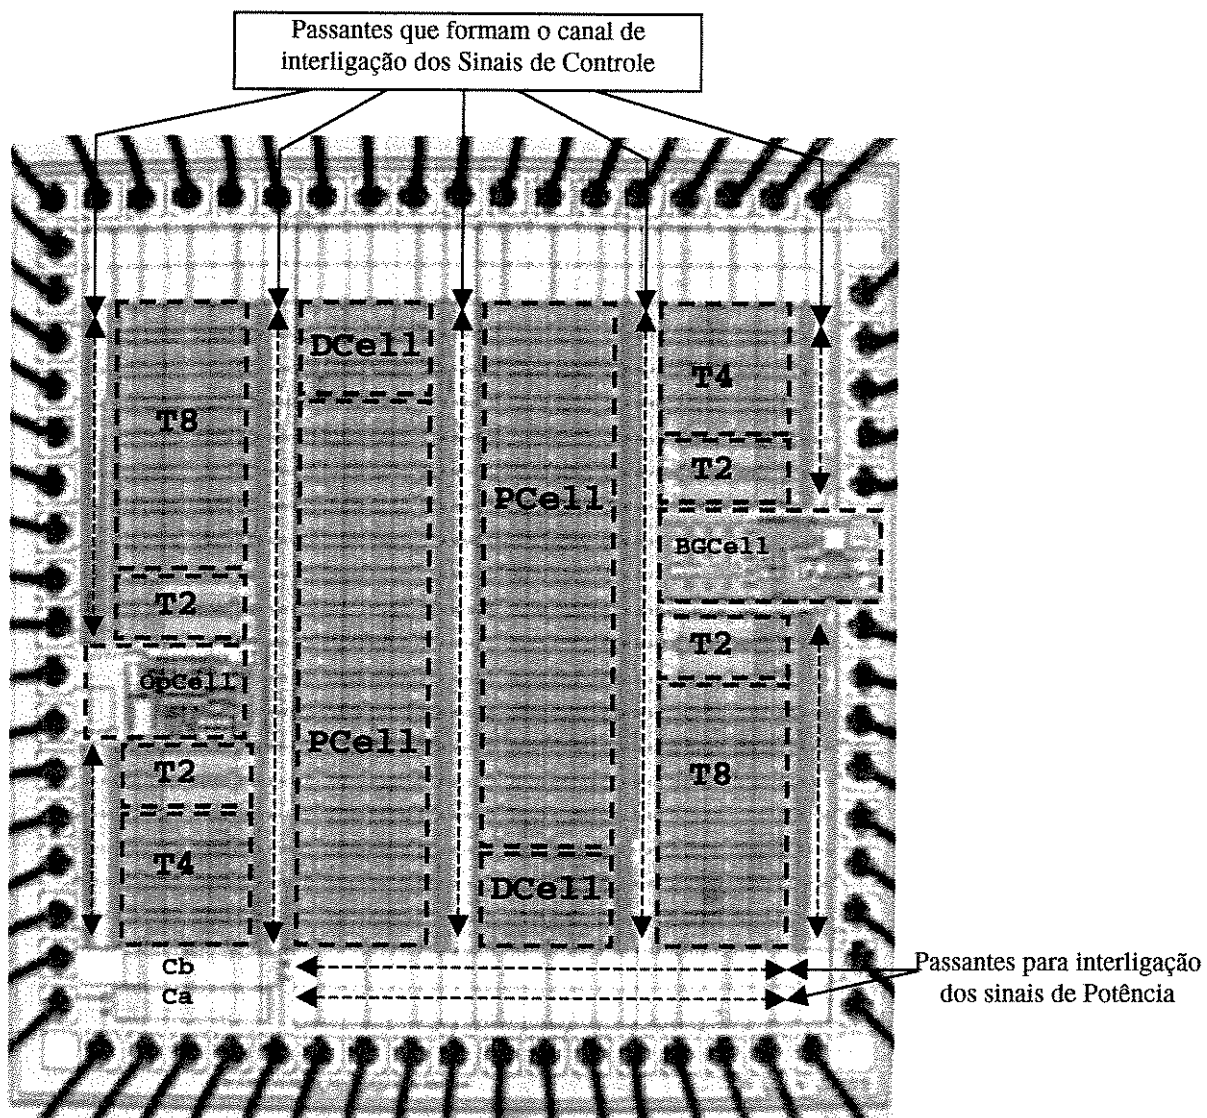 Passantes que formam o canal de
interligação dos Sinais de Controle
DCell
T4
T8
T2
PCell
BGCell
T2
T2
OpCell
PCell
T2
T8
T4
DCell
Cb
Ca
Passantes para interligação
dos sinais de Potência